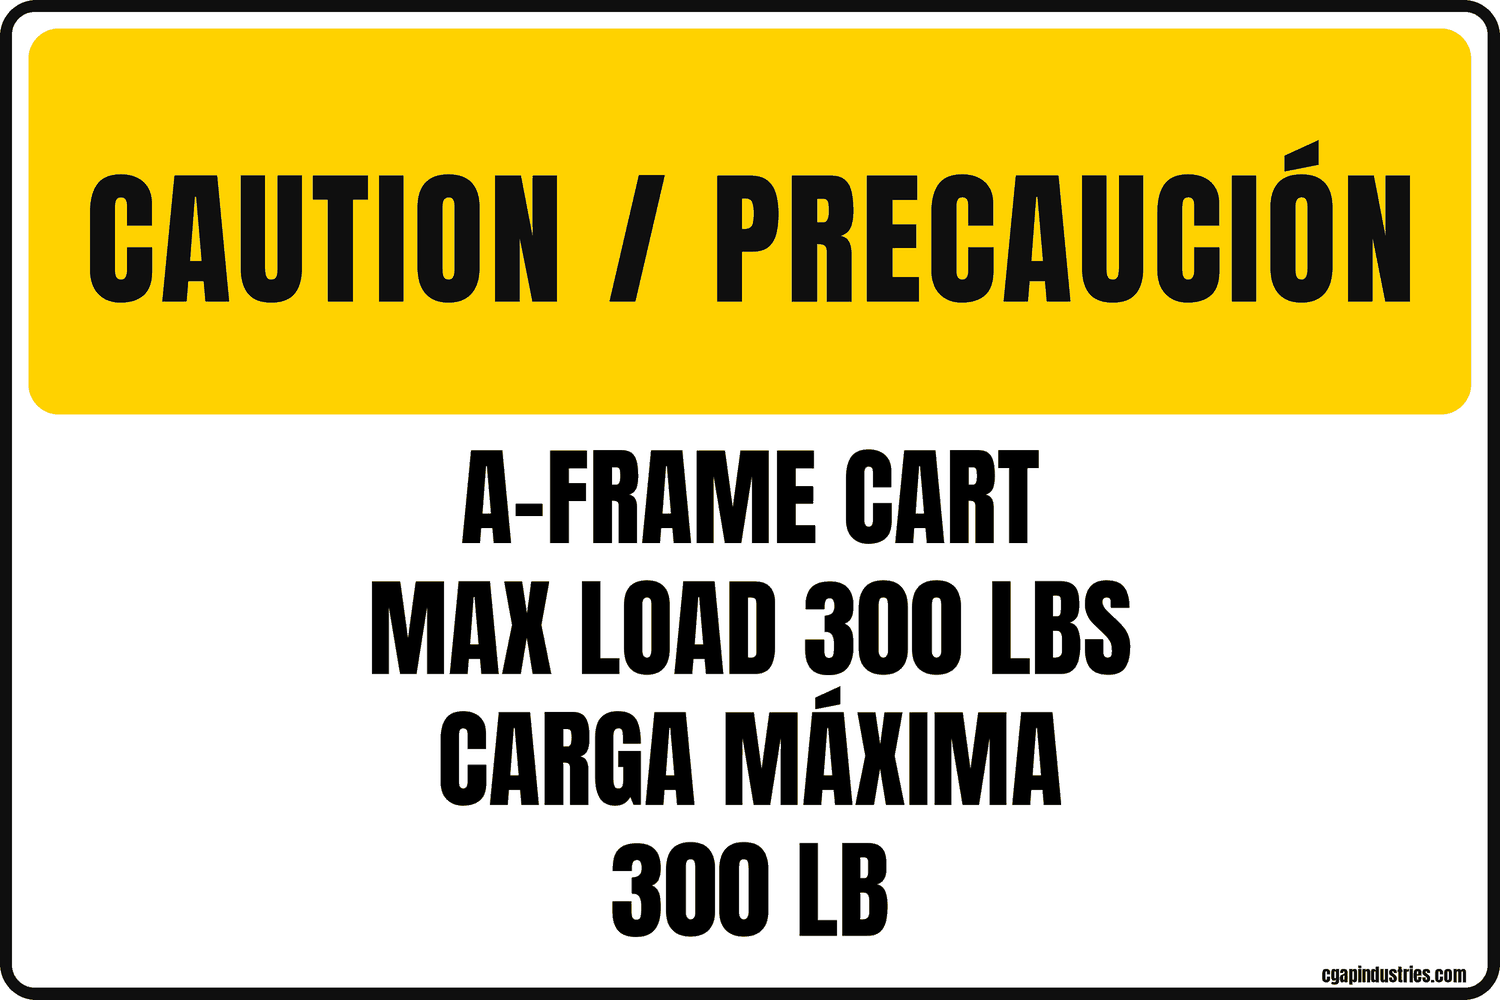 CAUTION / PRECAUCIÓN
A-FRAME CART
MAX LOAD 300 LBS
CARGA MÁXIMA
300 LB
cgapindustries.com